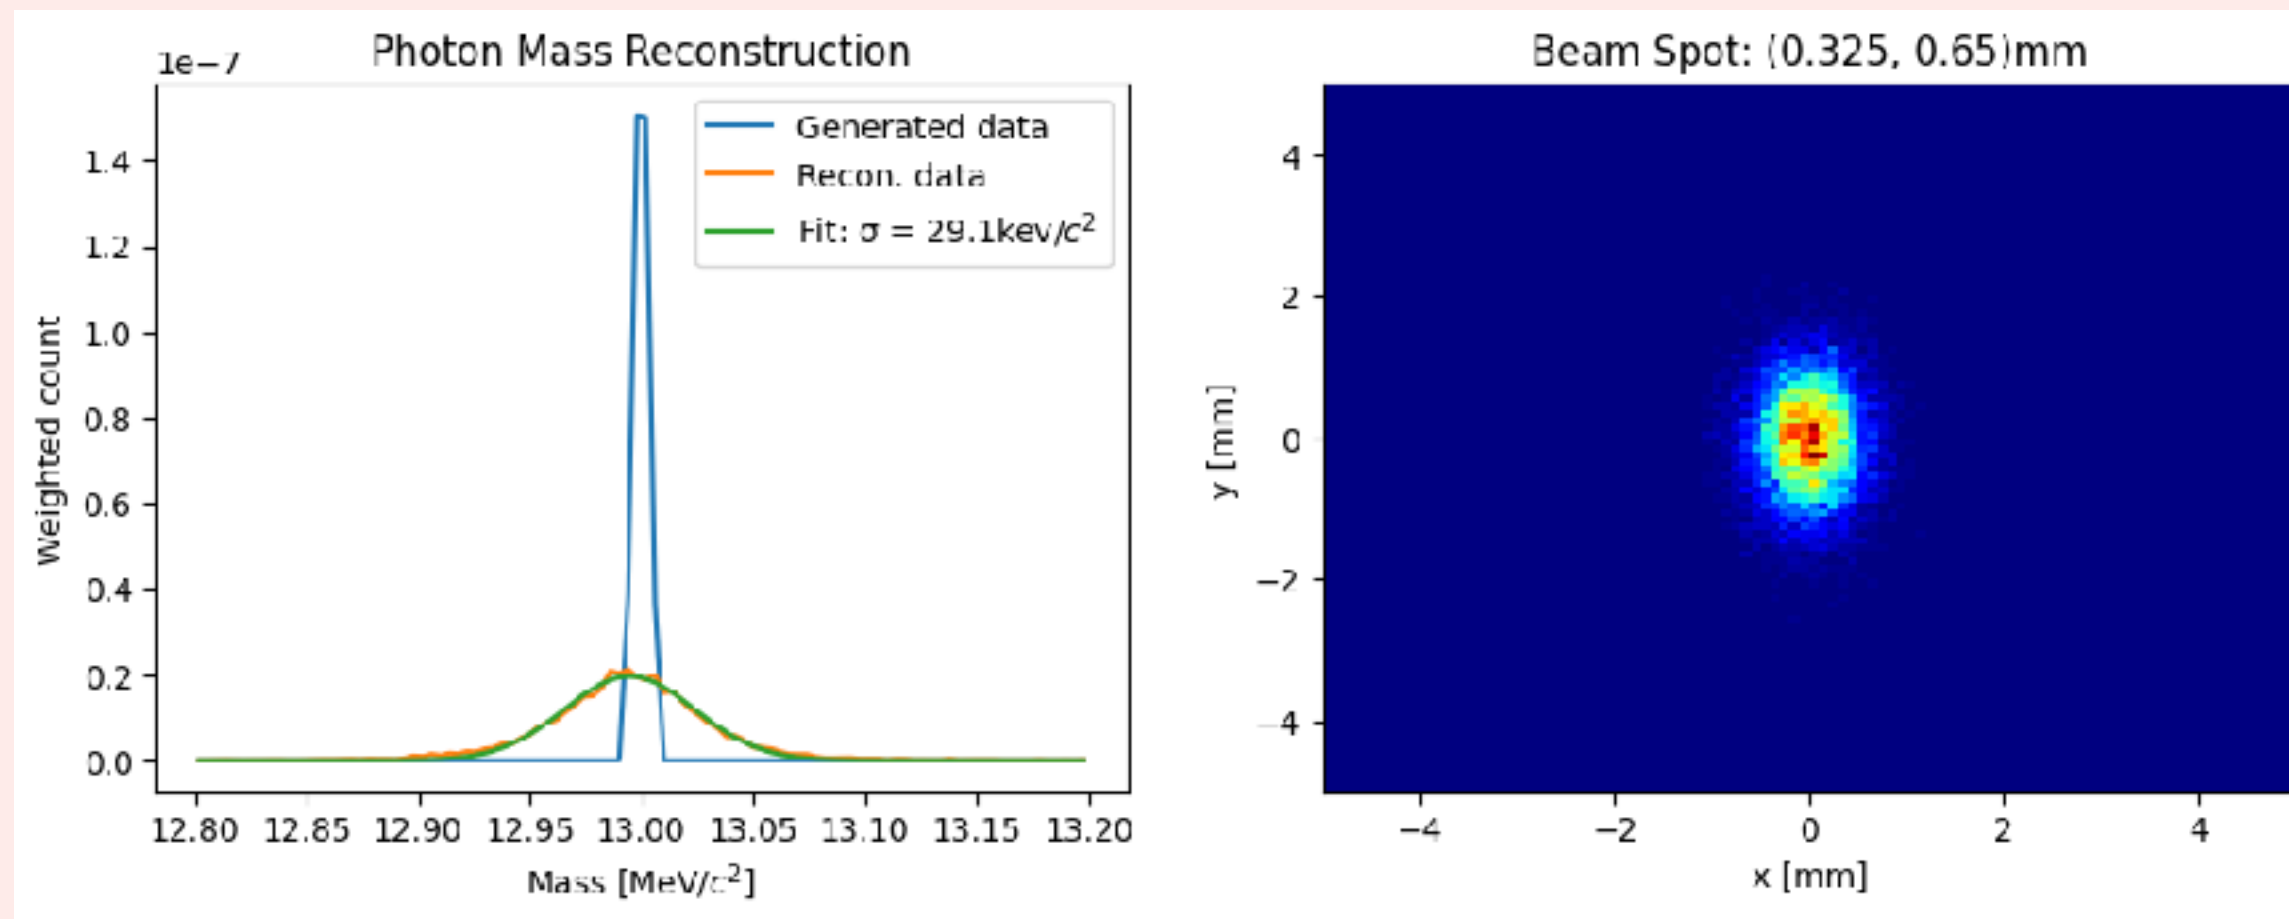 Photon Mass Reconstruction
1e−7
Generated data
Recon. data
Fit: σ = 29.1kev/c²
Weighted count
1.4
1.2
1.0
0.8
0.6
0.4
0.2
0.0
12.80 12.85 12.90 12.95 13.00 13.05 13.10 13.15 13.20
Mass [MeV/c²]
Beam Spot: (0.325, 0.65)mm
y [mm]
4
2
0
−2
−4
−4 −2 0 2 4
x [mm]